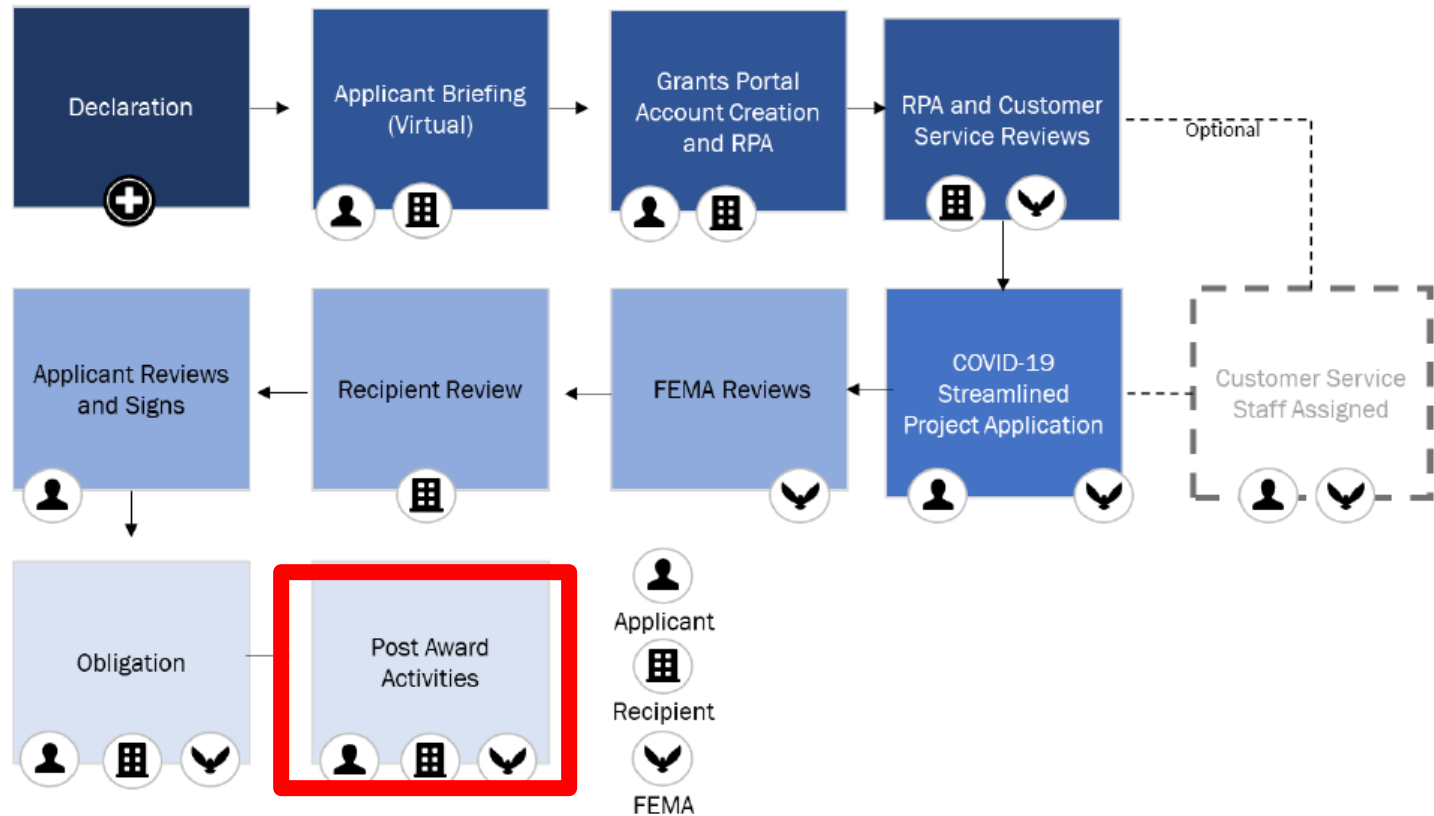 Declaration
Applicant Briefing
(Virtual)
Grants Portal
Account Creation
and RPA
RPA and Customer
Service Reviews
Optional
Applicant Reviews
and Signs
Recipient Review
FEMA Reviews
COVID-19
Streamlined
Project Application
Customer Service
Staff Assigned
Obligation
Post Award
Activities
Applicant
Recipient
FEMA